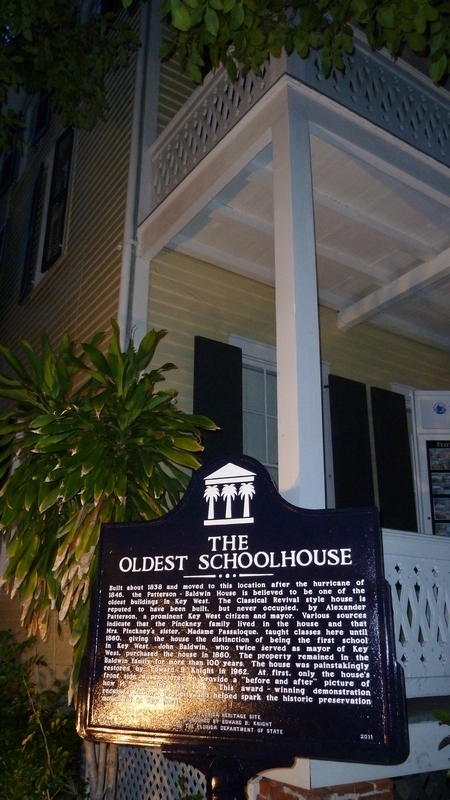 THE
OLDEST SCHOOLHOUSE
Built about 1838 and moved to this location after the hurricane of
1846, the Patterson - Baldwin House is believed to be one of the
oldest buildings in Key West. The Classical Revival style house is
reputed to have been built, but never occupied, by Alexander
Patterson, a prominent Key West citizen and mayor. Various sources
indicate that the Pinckney family lived in the house and that
Mrs. Pinckney's sister, Madame Passaloque, taught classes here until
1860, giving the house the distinction of being the first school
in Key West. John Baldwin, who twice served as mayor of Key
West, purchased the house in 1860. The property remained in the
Baldwin family for more than 100 years. The house was painstakingly
restored by Edward B. Knight in 1962. At first, only the house's
front side was restored to provide a "before and after" picture of
how look. This award - winning demonstration
helped spark the historic preservation
HERITAGE SITE
BY EDWARD B. KNIGHT
THE FLORIDA DEPARTMENT OF STATE
2011